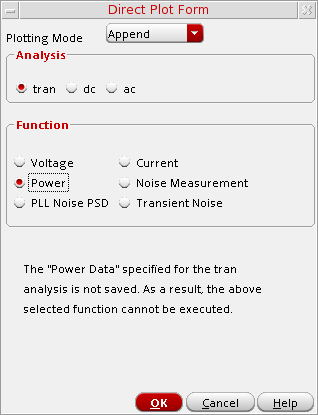 Direct Plot Form
Plotting Mode Append
Analysis
tran dc ac
Function
Voltage Current
Power Noise Measurement
PLL Noise PSD Transient Noise
The "Power Data" specified for the tran
analysis is not saved. As a result, the above
selected function cannot be executed.
OK Cancel Help